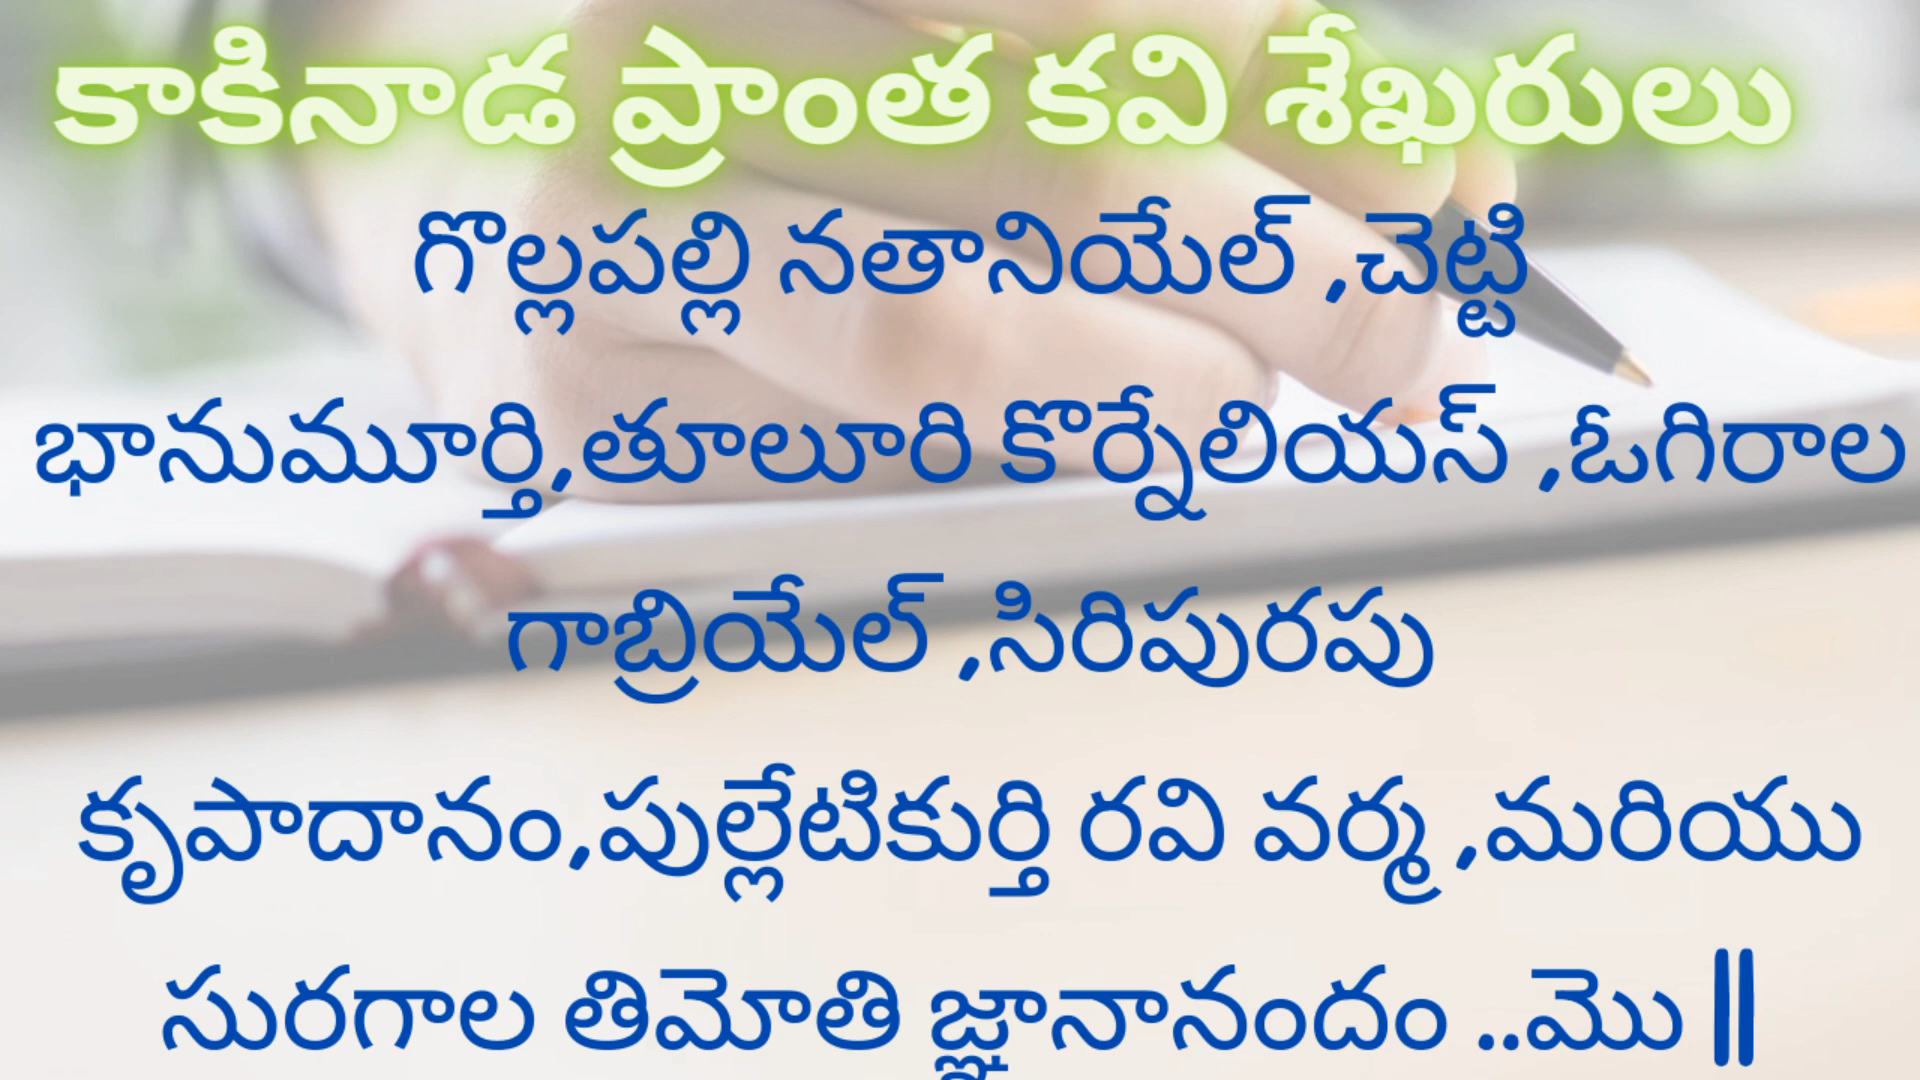 కాకినాడ ప్రాంత కవి శేఖరులు
గొల్లపల్లి నతానియేల్ ,చెట్టి
భానుమూర్తి,తూలూరి కొర్నేలియస్ ,ఓగిరాల
గాబ్రియేల్ ,సిరిపురపు
కృపాదానం,పుల్లేటికుర్తి రవి వర్మ ,మరియు
సురగాల తిమోతి జ్ఞానానందం ..మొ ||